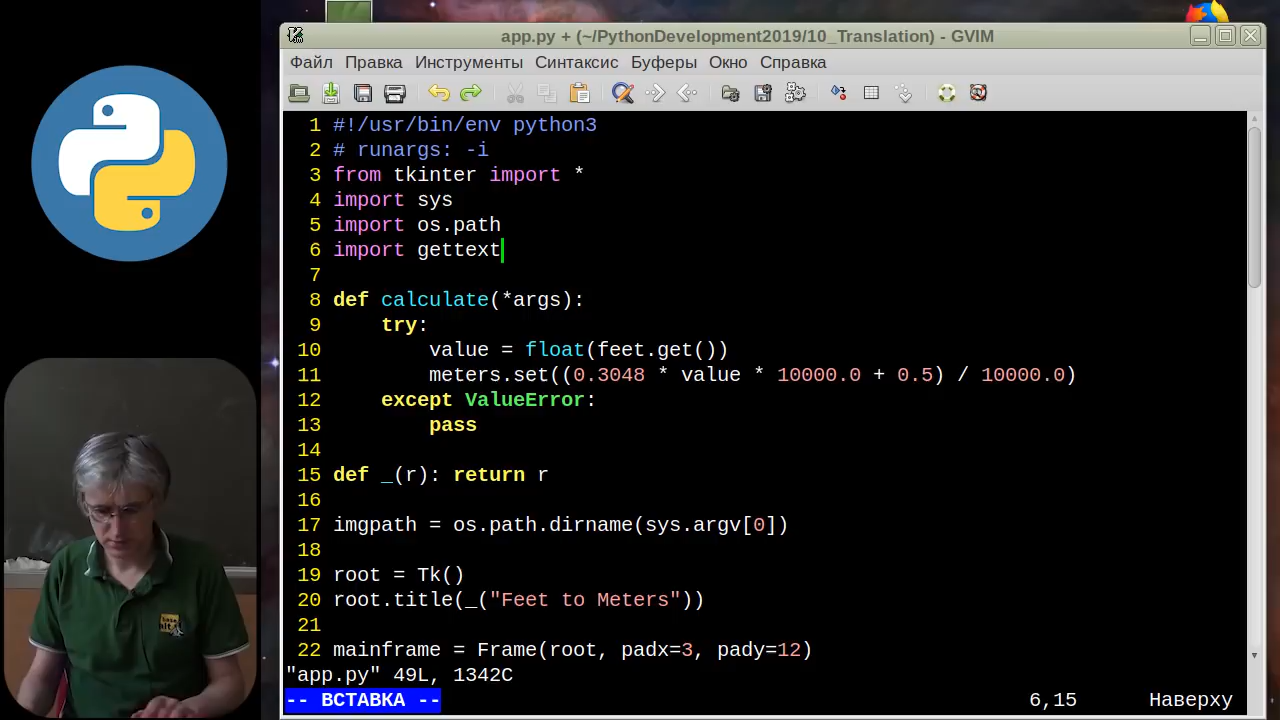 app.py + (~/PythonDevelopment2019/10_Translation) - GVIM
Файл Правка Инструменты Синтаксис Буферы Окно Справка
1 #!/usr/bin/env python3
2 # runargs: -i
3 from tkinter import *
4 import sys
5 import os.path
6 import gettext
7
8 def calculate(*args):
9     try:
10         value = float(feet.get())
11         meters.set((0.3048 * value * 10000.0 + 0.5) / 10000.0)
12     except ValueError:
13         pass
14
15 def _(r): return r
16
17 imgpath = os.path.dirname(sys.argv[0])
18
19 root = Tk()
20 root.title(_("Feet to Meters"))
21
22 mainframe = Frame(root, padx=3, pady=12)
"app.py" 49L, 1342C
-- ВСТАВКА -- 6,15 Наверху